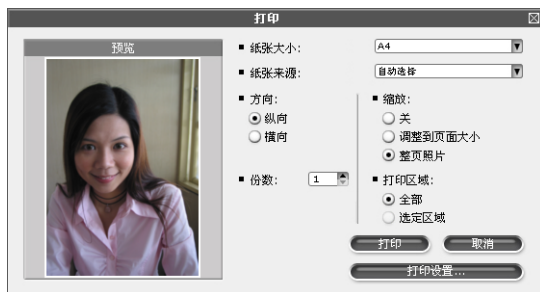 打印
预览
■ 纸张大小: A4
■ 纸张来源: 自动选择
■ 方向:
纵向
横向
■ 份数: 1
■ 缩放:
关
调整到页面大小
整页照片
■ 打印区域:
全部
选定区域
打印 取消
打印设置...